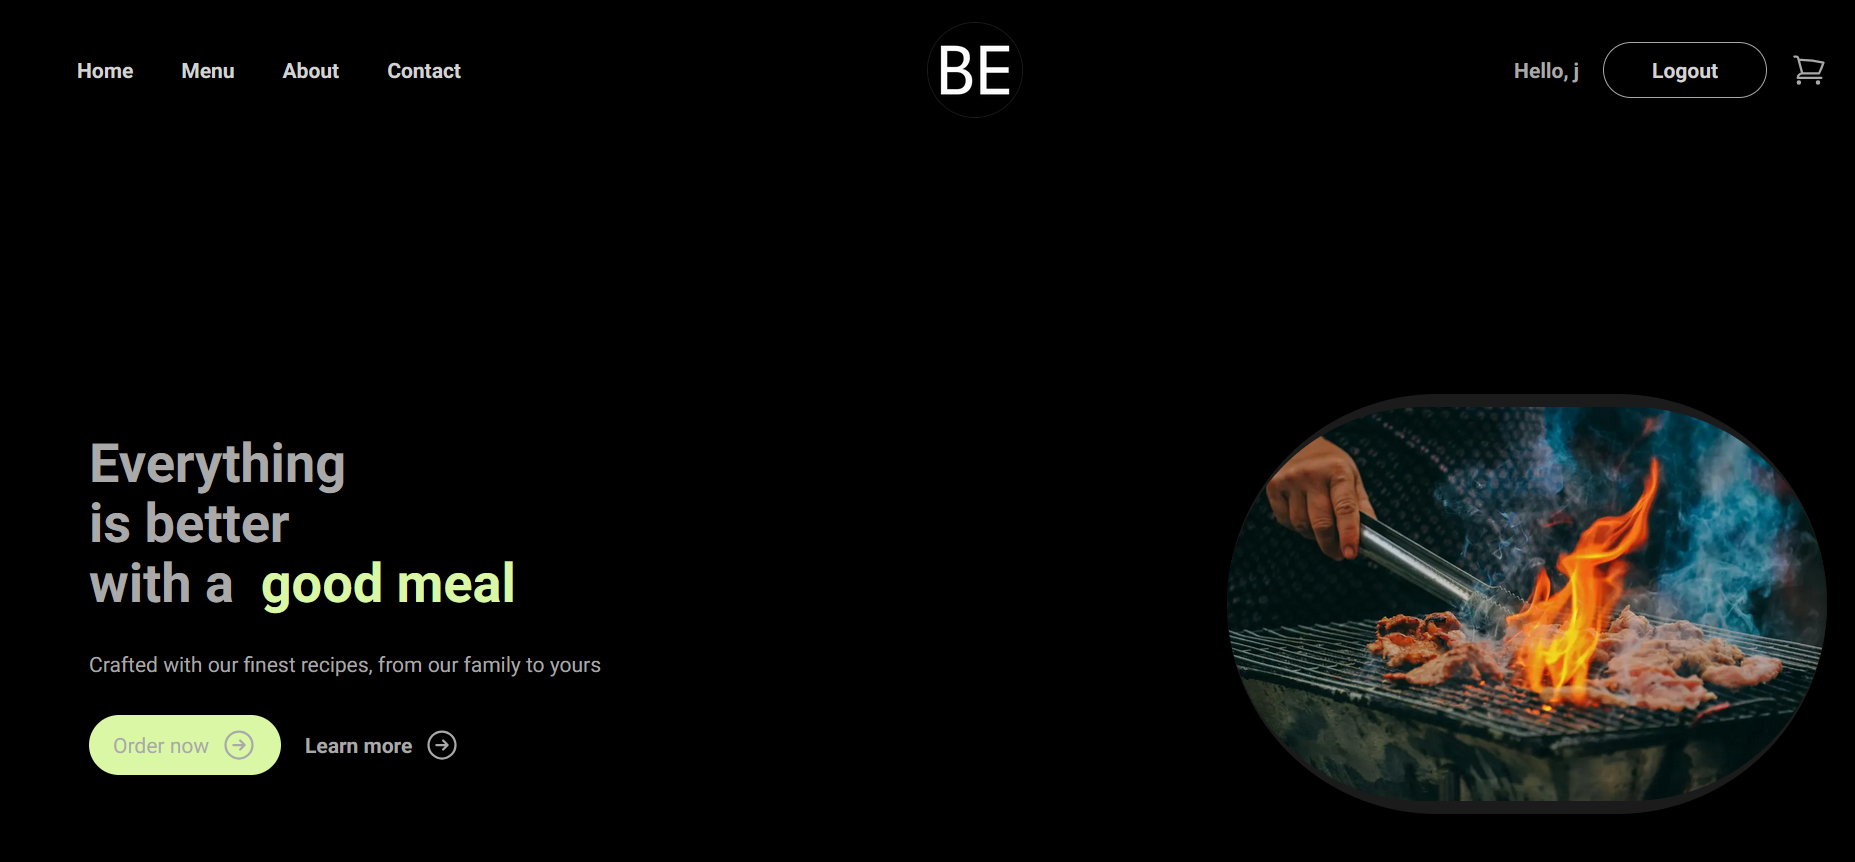 Home Menu About Contact
BE
Hello, j
Logout
Everything
is better
with a good meal
Crafted with our finest recipes, from our family to yours
Order now
Learn more